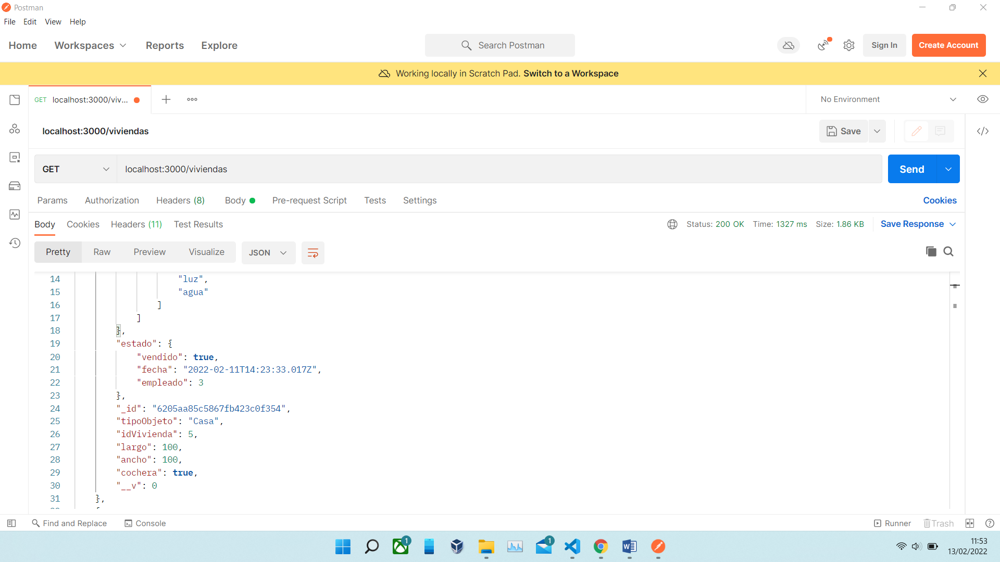 Postman
File Edit View Help
Home Workspaces Reports Explore Search Postman Sign In Create Account
Working locally in Scratch Pad. Switch to a Workspace
GET localhost:3000/viv... No Environment
localhost:3000/viviendas Save
GET localhost:3000/viviendas Send
Params Authorization Headers (8) Body Pre-request Script Tests Settings Cookies
Body Cookies Headers (11) Test Results Status: 200 OK Time: 1327 ms Size: 1.86 KB Save Response
Pretty Raw Preview Visualize JSON
14 "luz",
15 "agua"
16 ]
17 ]
18 },
19 "estado": {
20 "vendido": true,
21 "fecha": "2022-02-11T14:23:33.017Z",
22 "empleado": 3
23 },
24 "_id": "6205aa85c5867fb423c0f354",
25 "tipoObjeto": "Casa",
26 "idVivienda": 5,
27 "largo": 100,
28 "ancho": 100,
29 "cochera": true,
30 "__v": 0
31 },
Find and Replace Console Runner Trash
1 1
11:53
13/02/2022